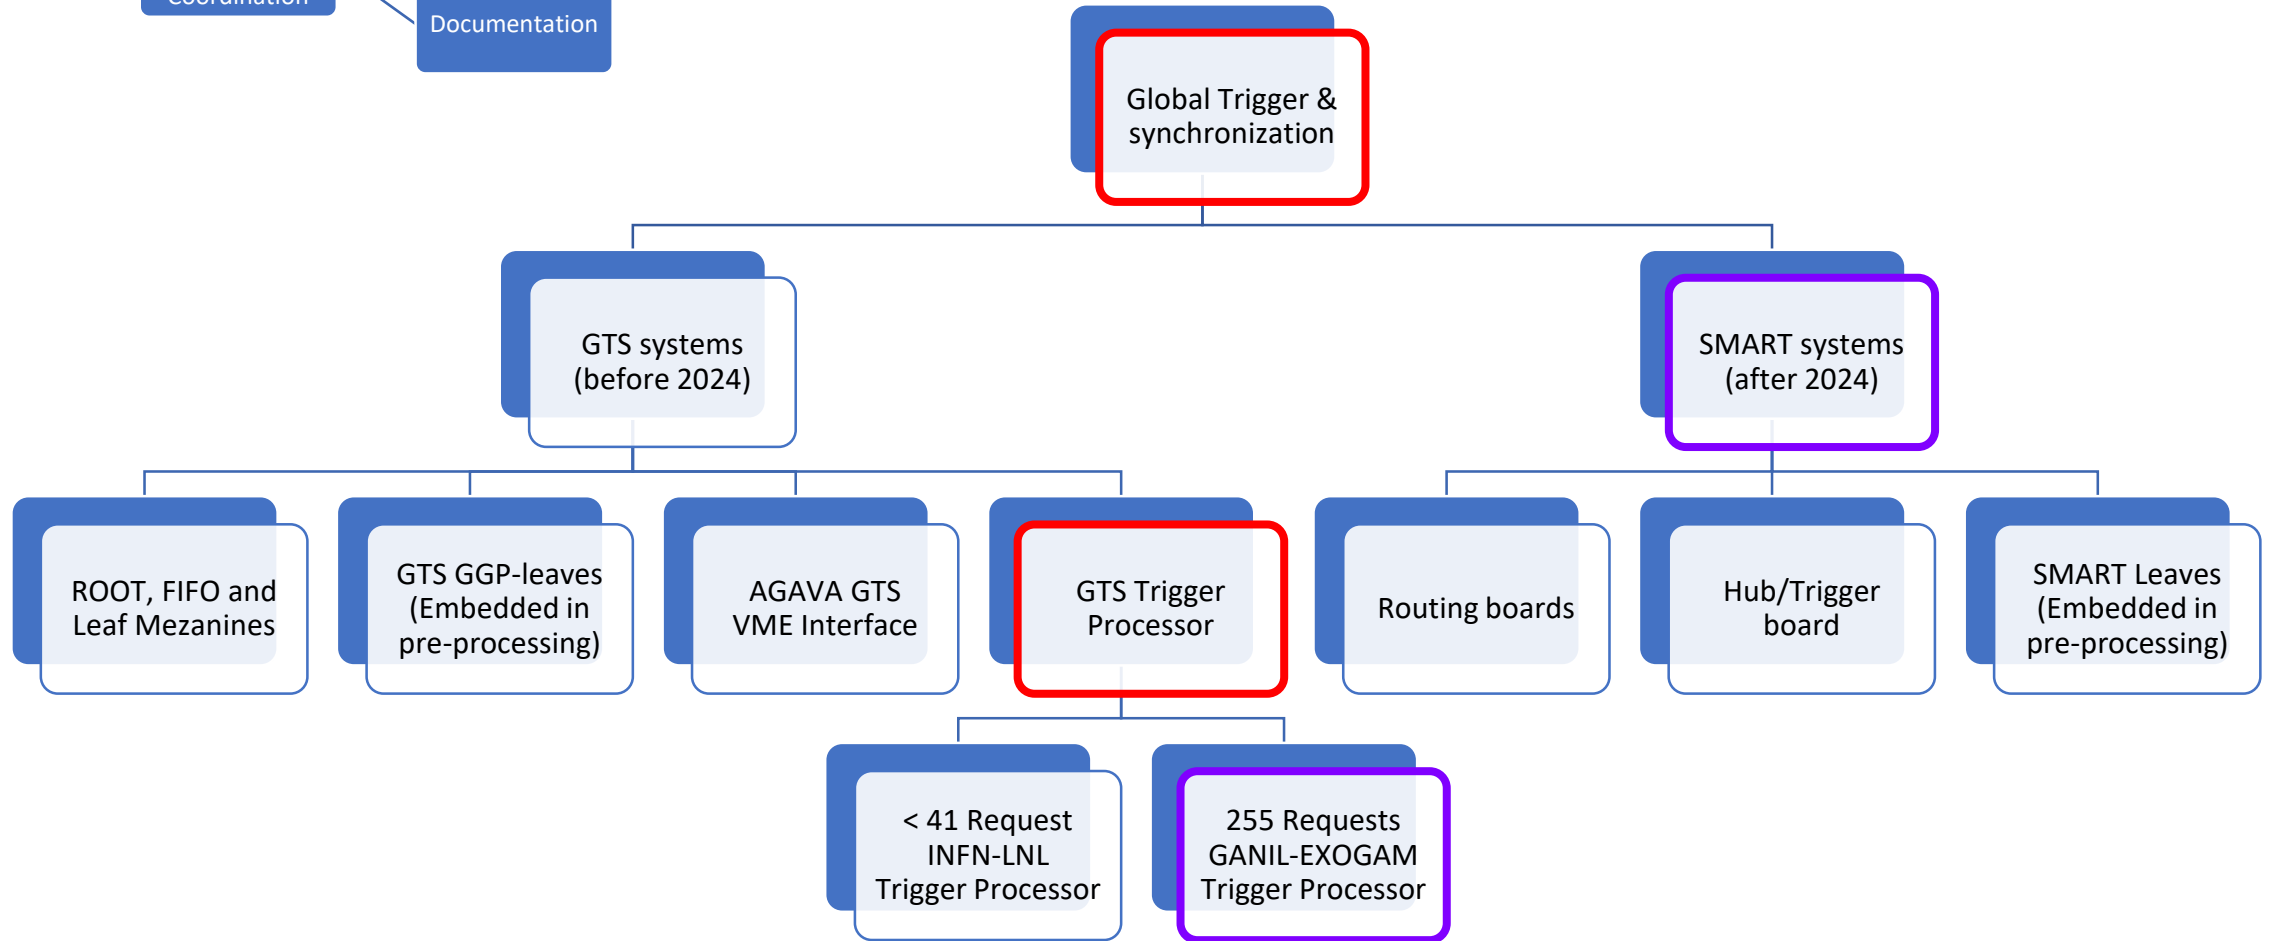 Coordination
Documentation
Global Trigger &
synchronization
GTS systems
(before 2024)
SMART systems
(after 2024)
ROOT, FIFO and
Leaf Mezanines
GTS GGP-leaves
(Embedded in
pre-processing)
AGAVA GTS
VME Interface
GTS Trigger
Processor
Routing boards
Hub/Trigger
board
SMART Leaves
(Embedded in
pre-processing)
< 41 Request
INFN-LNL
Trigger Processor
255 Requests
GANIL-EXOGAM
Trigger Processor